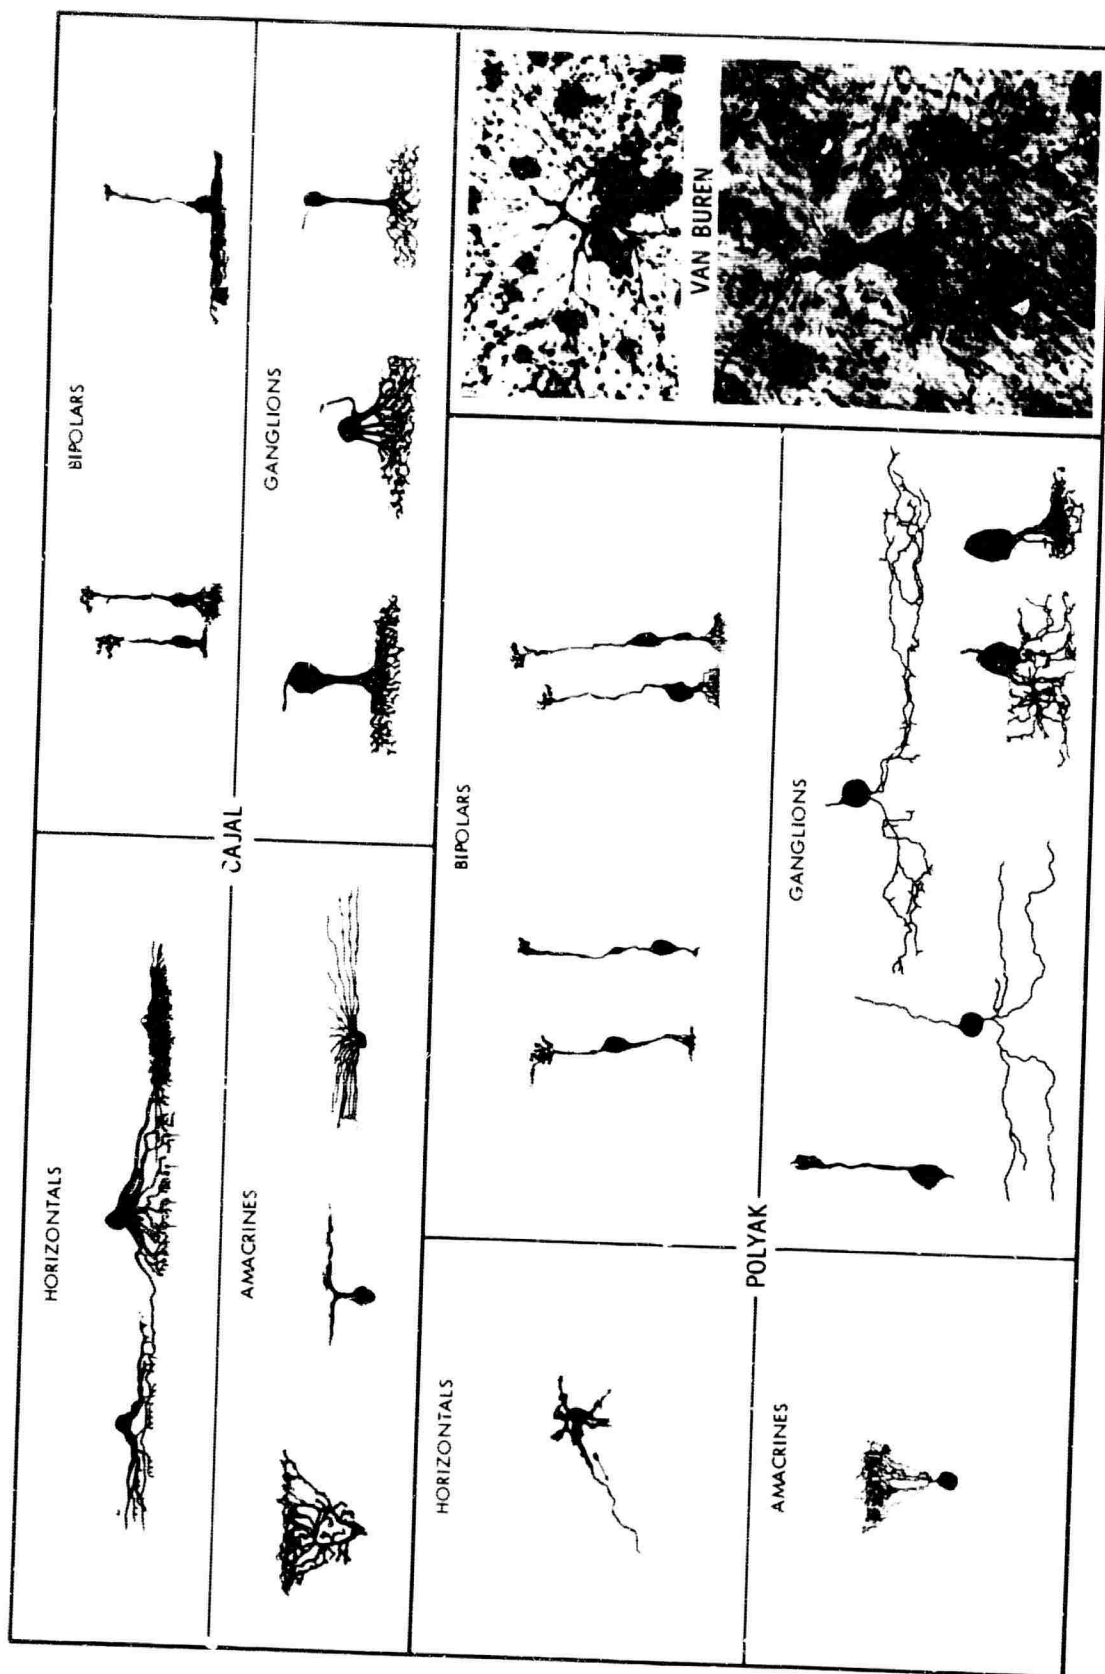 HORIZONTALS
BIPOLARS
CAJAL
AMACRINES
GANGLIONS
HORIZONTALS
BIPOLARS
VAN BUREN
POLYAK
AMACRINES
GANGLIONS